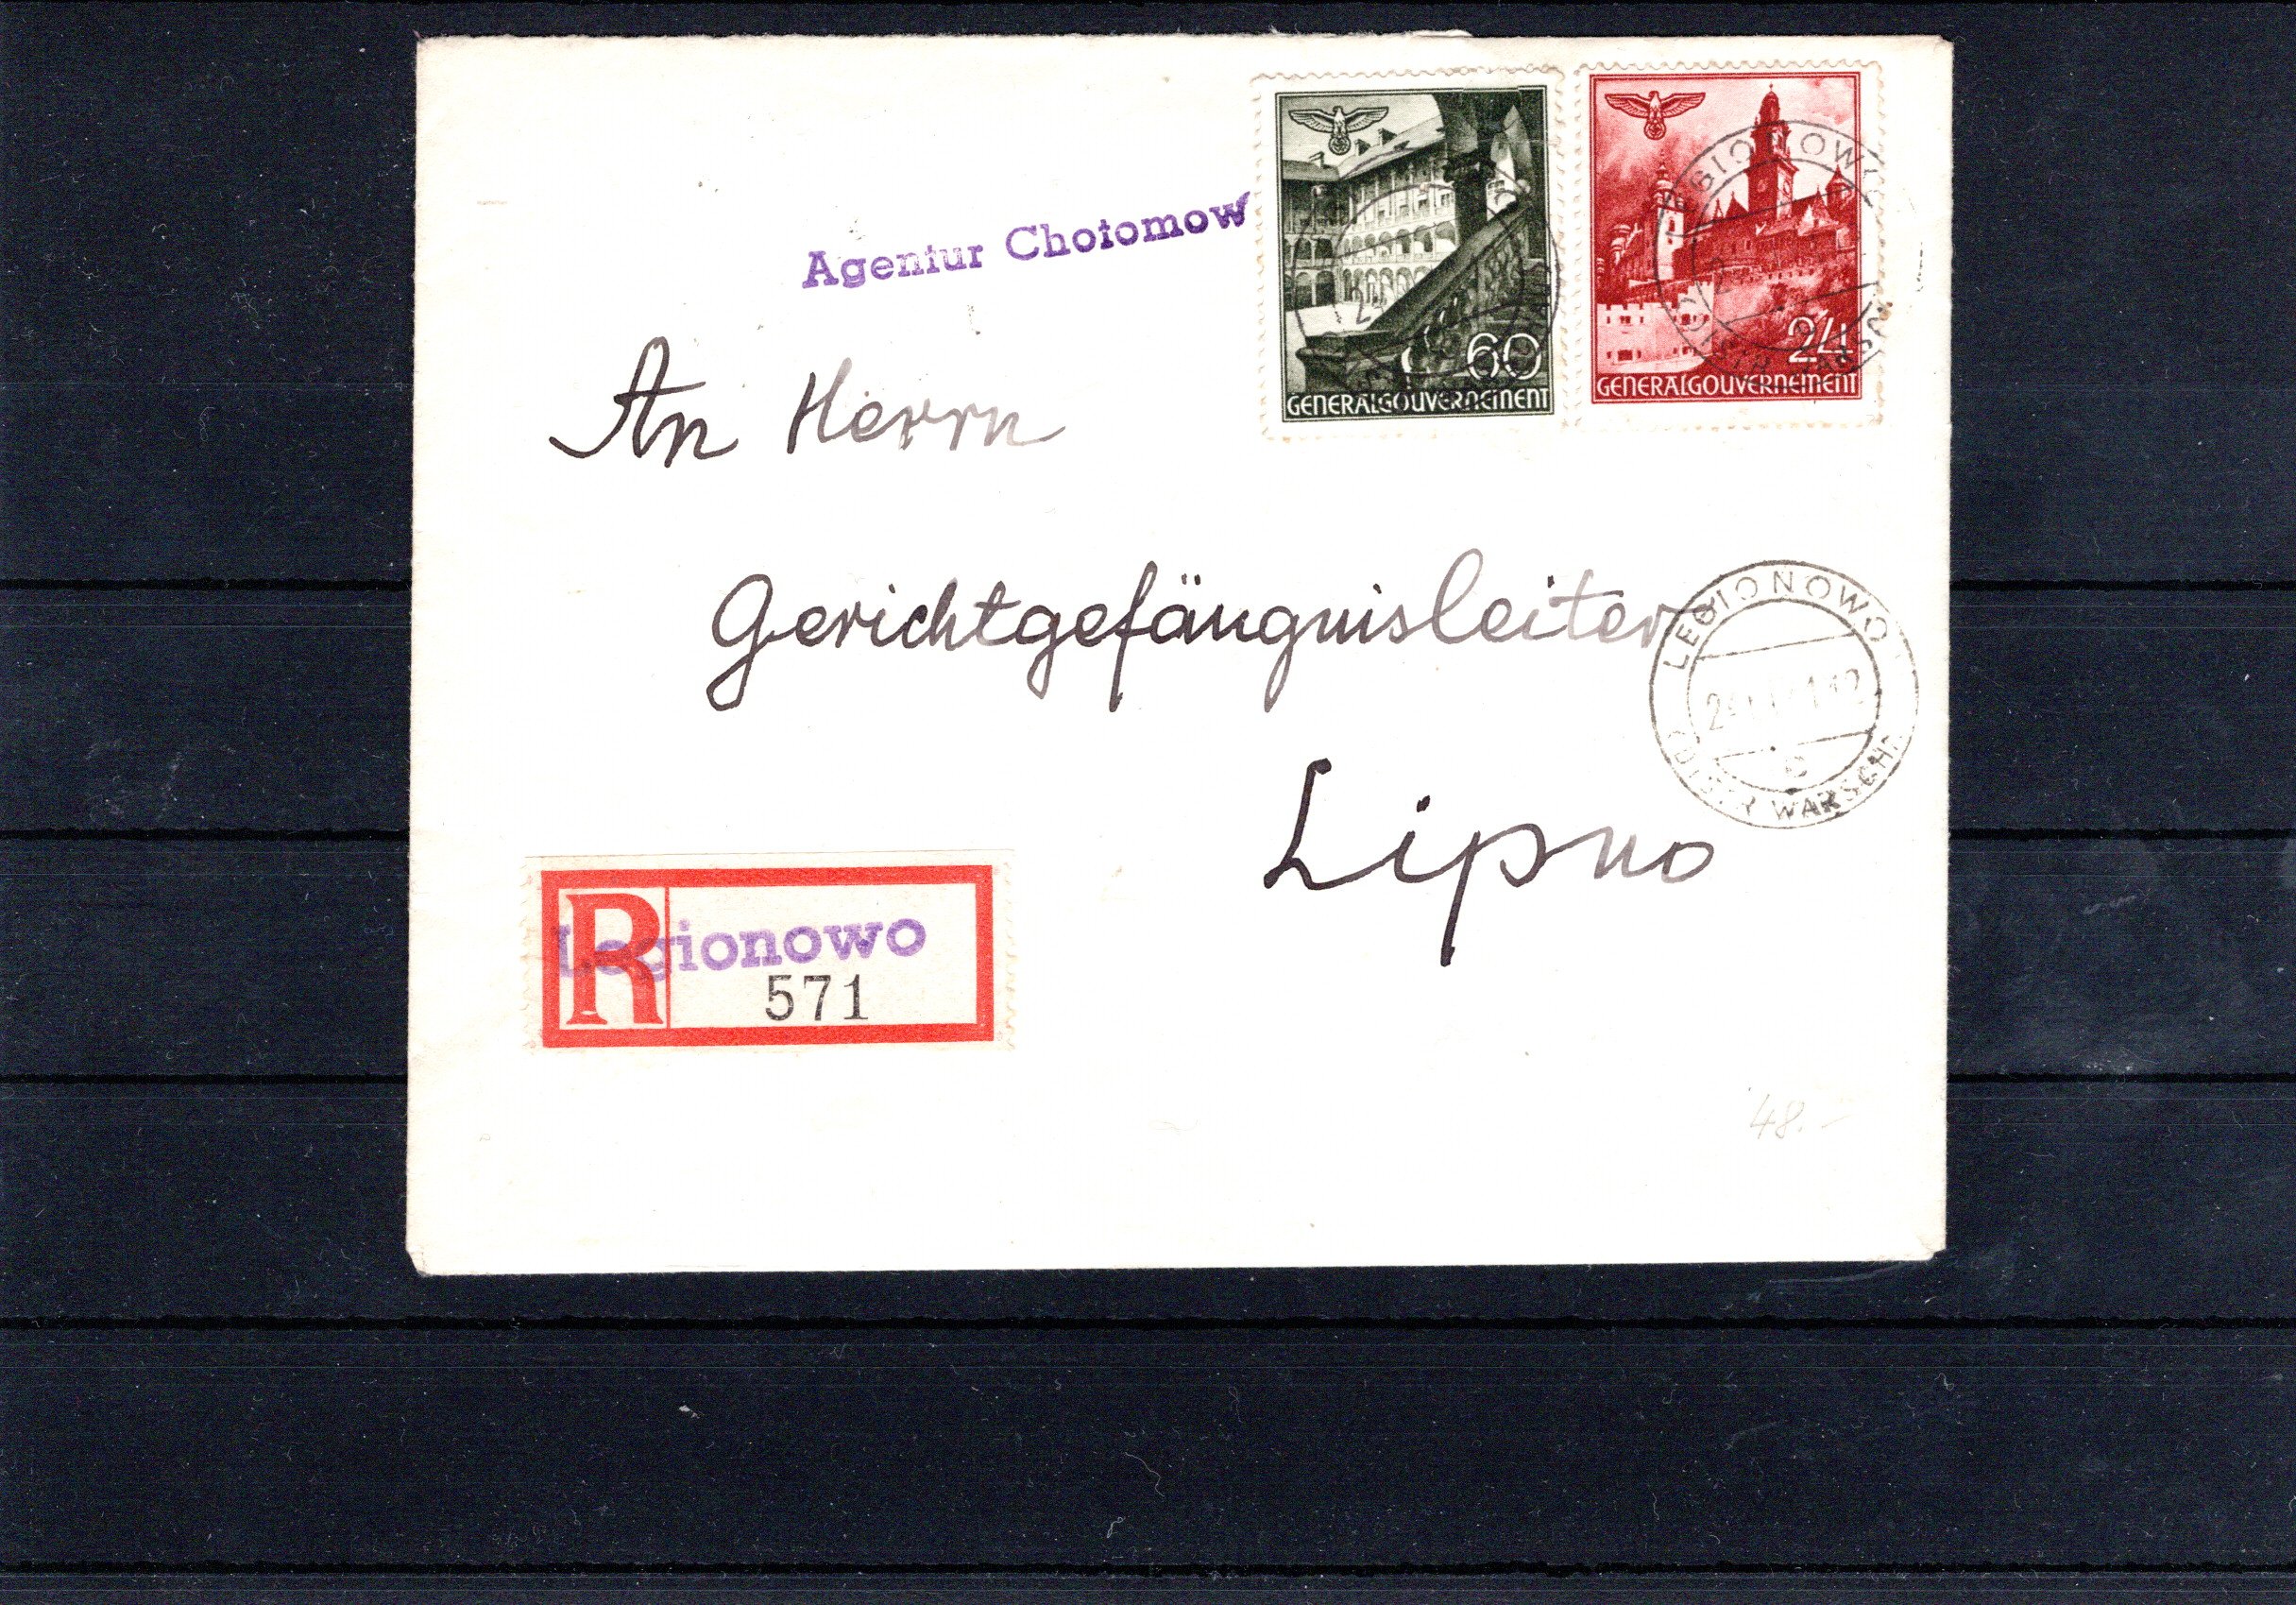 Agentur Chotomow
60
GENERALGOUVERNEMENT
24
GENERALGOUVERNEMENT
An Herrn
Gerichtgefängnisleiter
Lipno
LEGIONOWO
WARSCH
R Legionowo
571
48.-